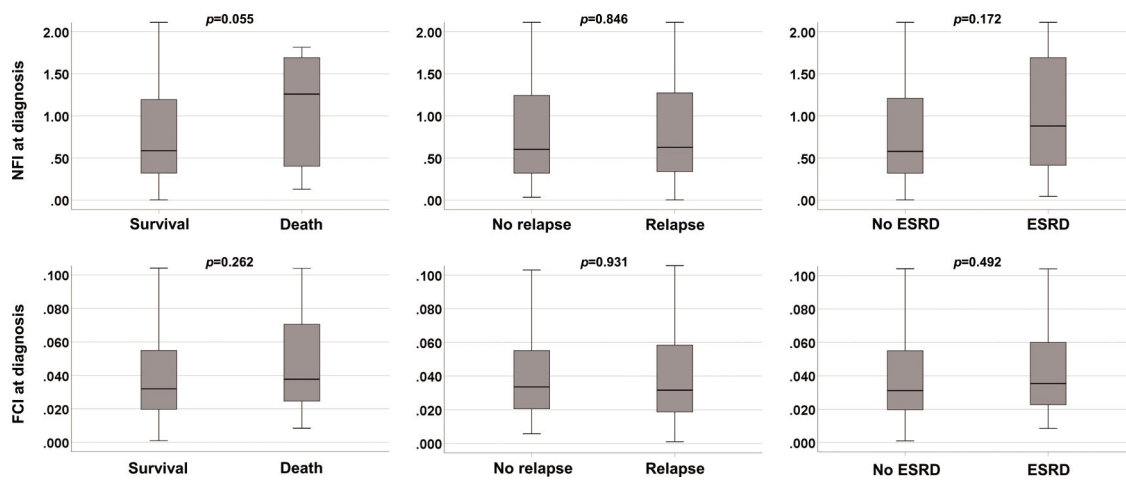 p=0.055
p=0.846
p=0.172
NFI at diagnosis
2.00
1.50
1.00
.50
.00
Survival
Death
2.00
1.50
1.00
.50
.00
No relapse
Relapse
2.00
1.50
1.00
.50
.00
No ESRD
ESRD
p=0.262
p=0.931
p=0.492
FCI at diagnosis
.100
.080
.060
.040
.020
.000
Survival
Death
.100
.080
.060
.040
.020
.000
No relapse
Relapse
.100
.080
.060
.040
.020
.000
No ESRD
ESRD